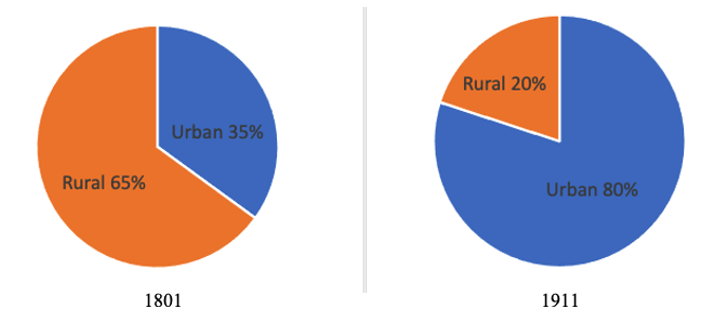 Urban 35%
Rural 65%
1801
Rural 20%
Urban 80%
1911